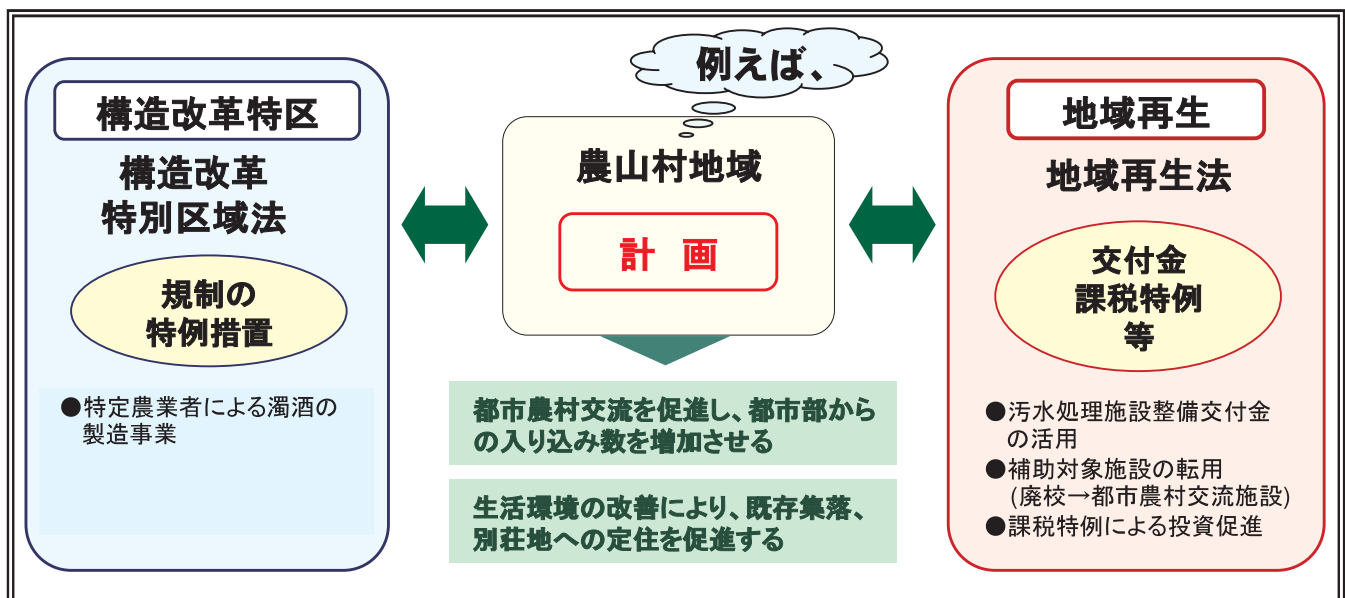 例えば、
構造改革特区
構造改革
特別区域法
規制の
特例措置
●特定農業者による濁酒の
製造事業
農山村地域
計 画
都市農村交流を促進し、都市部から
の入り込み数を増加させる
生活環境の改善により、既存集落、
別荘地への定住を促進する
地域再生
地域再生法
交付金
課税特例
等
●汚水処理施設整備交付金
の活用
●補助対象施設の転用
(廃校→都市農村交流施設)
●課税特例による投資促進